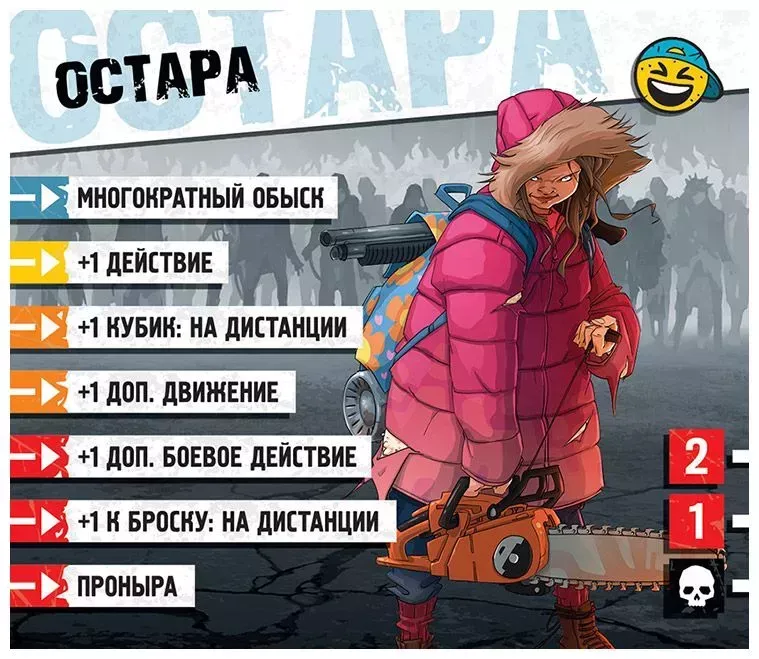 ОСТАРА
ОСТАРА
МНОГОКРАТНЫЙ ОБЫСК
+1 ДЕЙСТВИЕ
+1 КУБИК: НА ДИСТАНЦИИ
+1 ДОП. ДВИЖЕНИЕ
+1 ДОП. БОЕВОЕ ДЕЙСТВИЕ
2
+1 К БРОСКУ: НА ДИСТАНЦИИ
1
ПРОНЫРА